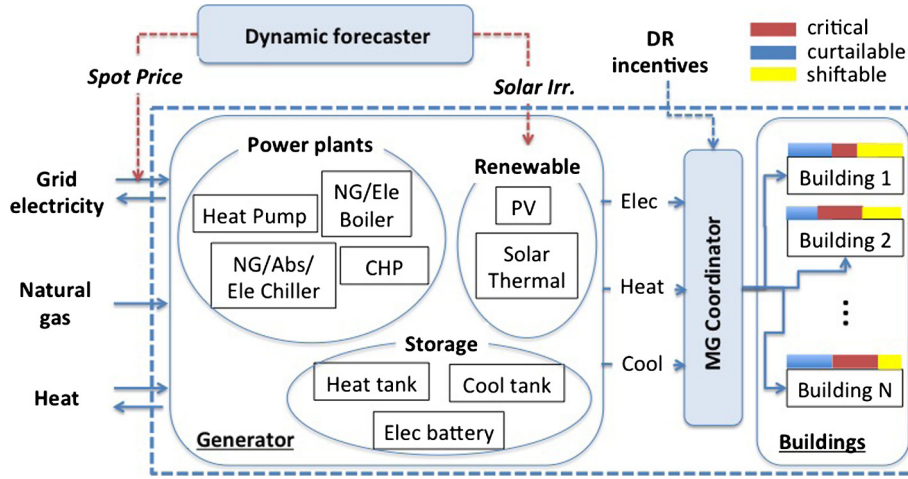 Dynamic forecaster
Spot Price
Solar Irr.
DR
incentives
critical
curtailable
shiftable
Grid
electricity
Natural
gas
Heat
Power plants
Heat Pump
NG/Ele
Boiler
NG/Abs/
Ele Chiller
CHP
Renewable
PV
Solar
Thermal
Storage
Heat tank
Cool tank
Elec battery
Generator
Elec
Heat
Cool
MG Coordinator
Building 1
Building 2
...
Building N
Buildings